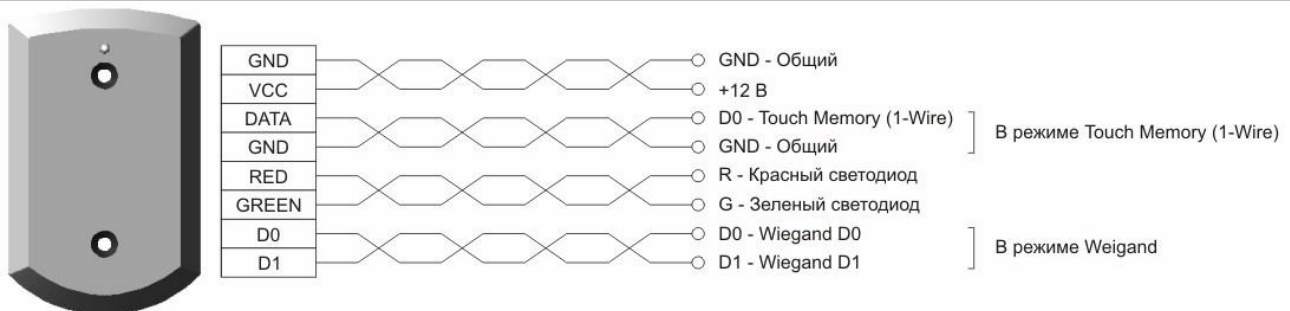 GND
GND - Общий
VCC
+12 В
DATA
D0 - Touch Memory (1-Wire)
GND
GND - Общий
В режиме Touch Memory (1-Wire)
RED
R - Красный светодиод
GREEN
G - Зеленый светодиод
D0
D0 - Wiegand D0
D1
D1 - Wiegand D1
В режиме Weigand